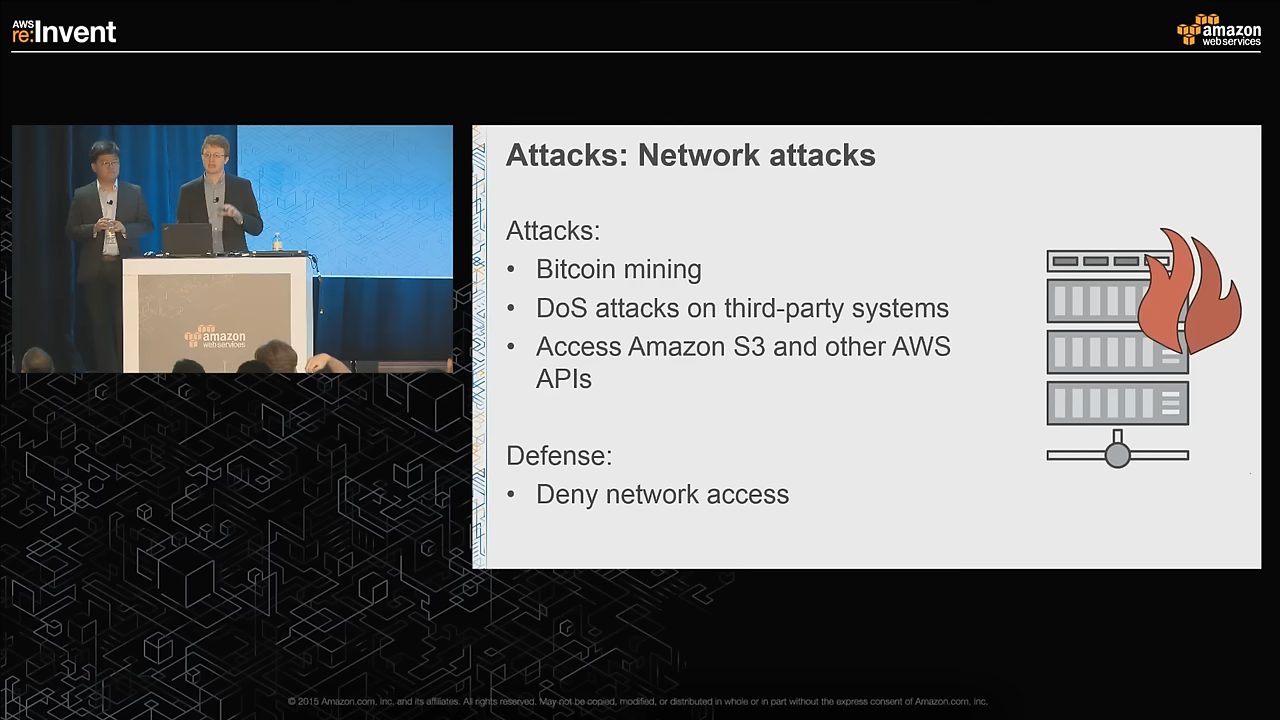 AWS
re:Invent
amazon
web services
amazon
web services
Attacks: Network attacks
Attacks:
• Bitcoin mining
• DoS attacks on third-party systems
• Access Amazon S3 and other AWS
APIs
Defense:
• Deny network access
© 2015 Amazon.com, Inc. and its affiliates. All rights reserved. May not be copied, modified, or distributed in whole or in part without the express consent of Amazon.com, Inc.